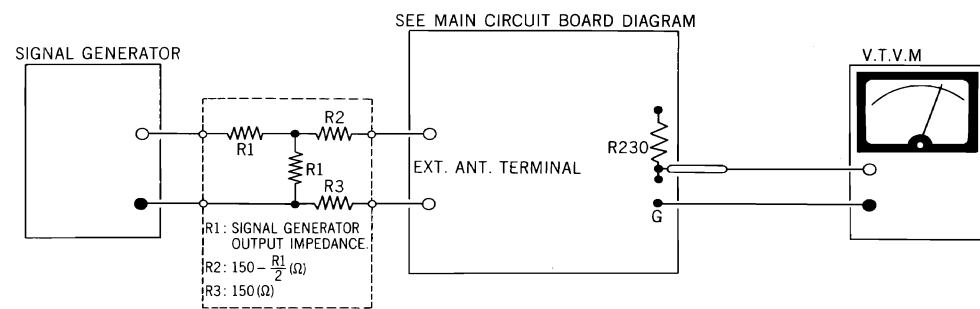 SEE MAIN CIRCUIT BOARD DIAGRAM
SIGNAL GENERATOR
V.T.V.M
R2
R1
R230
R1
EXT. ANT. TERMINAL
R3
G
R1: SIGNAL GENERATOR
OUTPUT IMPEDANCE.
R2: 150 - R1/2 (Ω)
R3: 150 (Ω)